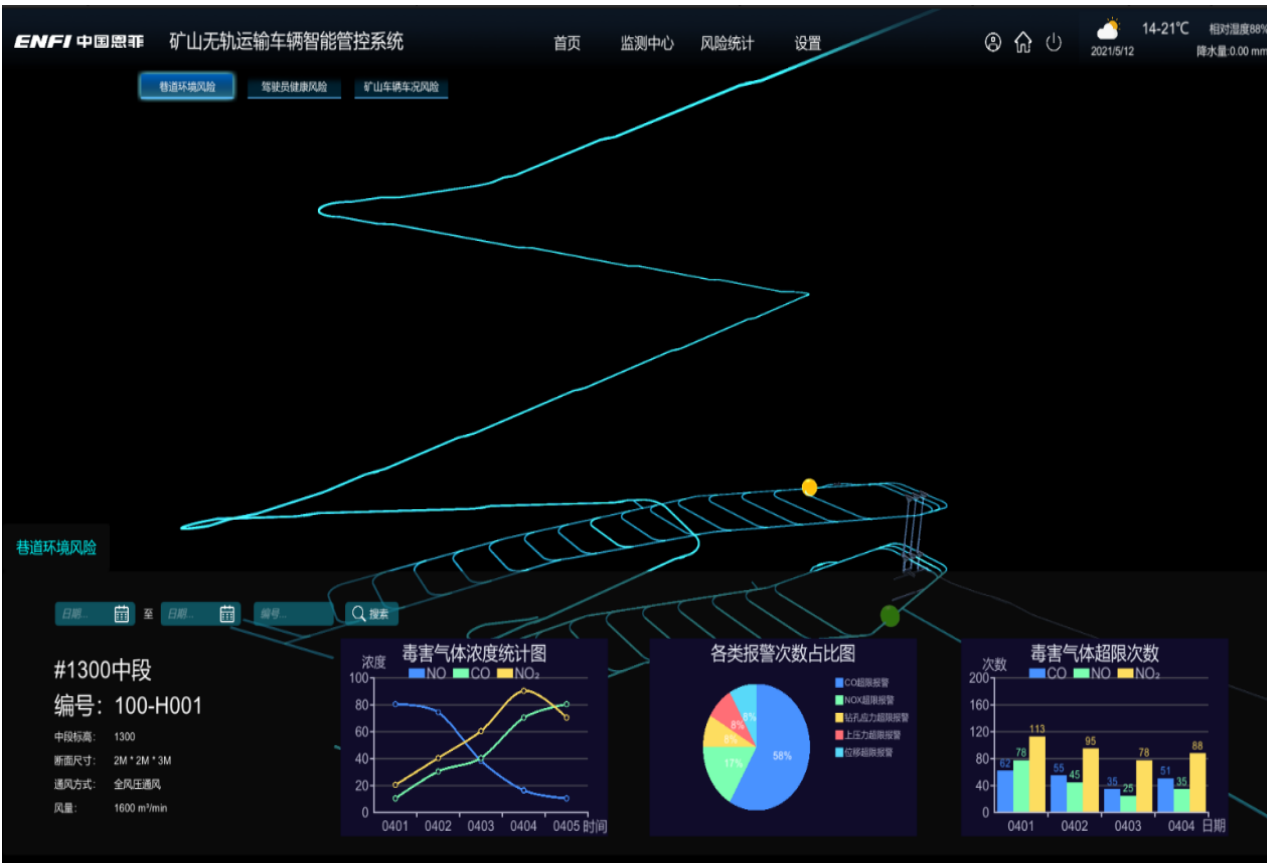 ENFI 中国恩菲 矿山无轨运输车辆智能管控系统 首页 监测中心 风险统计 设置 14-21℃ 相对湿度88%
2021/5/12 降水量:0.00 mm
巷道环境风险 驾驶员健康风险 矿山车辆车况风险
巷道环境风险
日期... 至 日期... 编号... 搜索
#1300中段
编号：100-H001
中段标高： 1300
断面尺寸： 2M * 2M * 3M
通风方式： 全风压通风
风量： 1600 m³/min
毒害气体浓度统计图
浓度
NO CO NO₂
100
80
60
40
20
0
0401 0402 0403 0404 0405 时间
各类报警次数占比图
CO超限报警
NOX超限报警
钻孔应力超限报警
上压力超限报警
位移超限报警
58%
17%
8%
8%
8%
毒害气体超限次数
次数
CO NO NO₂
200
160
120
80
40
0
62 78 113
55 45 95
35 25 78
51 35 88
0401 0402 0403 0404 日期